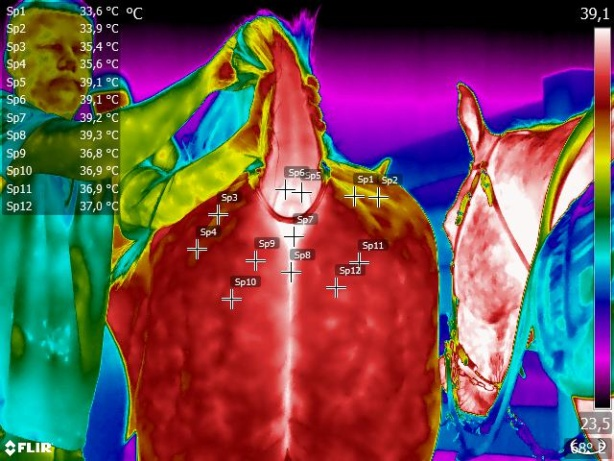 Sp1 33,6 °C °C
Sp2 33,9 °C
Sp3 35,4 °C
Sp4 35,6 °C
Sp5 39,1 °C
Sp6 39,1 °C
Sp7 39,2 °C
Sp8 39,3 °C
Sp9 36,8 °C
Sp10 36,9 °C
Sp11 36,9 °C
Sp12 37,0 °C
39,1
Sp6 Sp5 Sp1 Sp2
Sp3
Sp7
Sp4
Sp9 Sp8 Sp11
Sp12
Sp10
23,5
FLIR